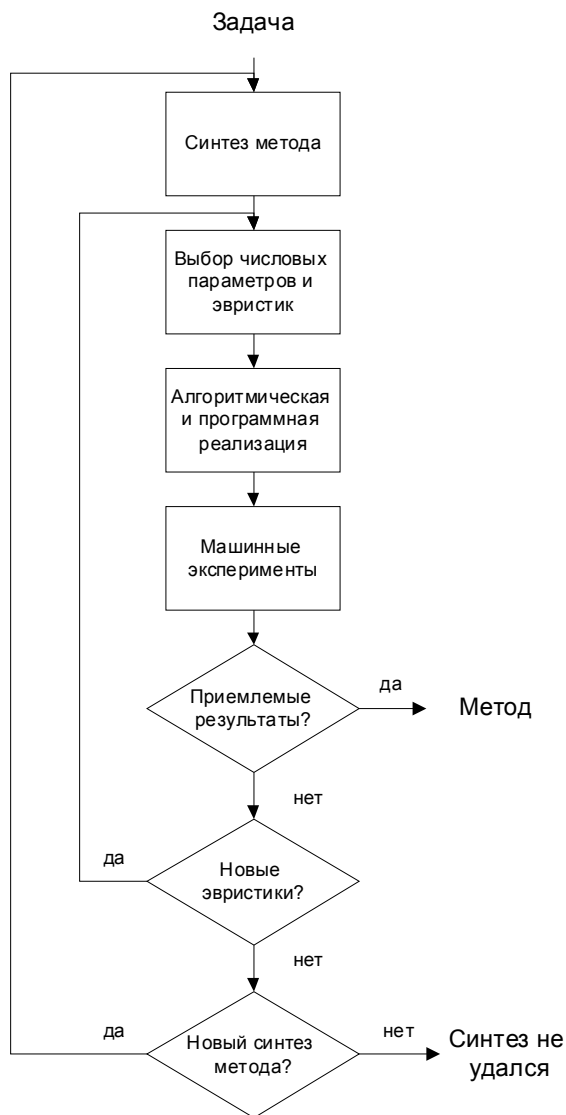 Задача
Синтез метода
Выбор числовых
параметров и
эвристик
Алгоритмическая
и программная
реализация
Машинные
эксперименты
Приемлемые
результаты?
да
Метод
нет
да
Новые
эвристики?
нет
да
Новый синтез
метода?
нет
Синтез не
удался